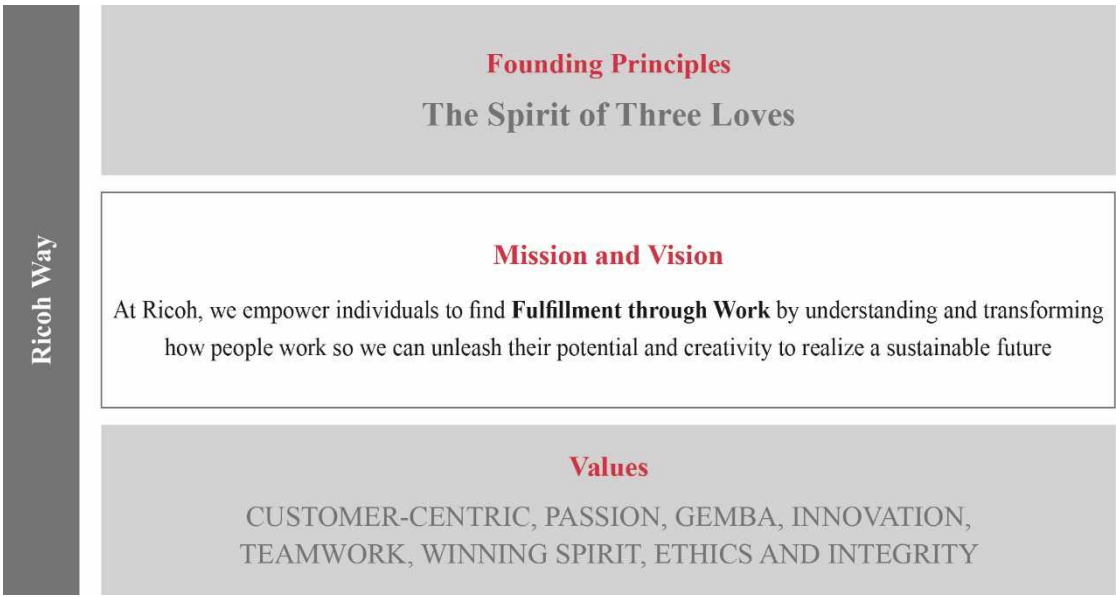 Ricoh Way
Founding Principles
The Spirit of Three Loves
Mission and Vision
At Ricoh, we empower individuals to find Fulfillment through Work by understanding and transforming
how people work so we can unleash their potential and creativity to realize a sustainable future
Values
CUSTOMER-CENTRIC, PASSION, GEMBA, INNOVATION,
TEAMWORK, WINNING SPIRIT, ETHICS AND INTEGRITY